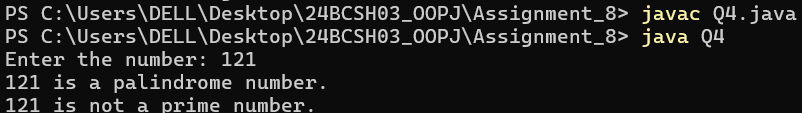 PS C:\Users\DELL\Desktop\24BCSH03_OOPJ\Assignment_8> javac Q4.java
PS C:\Users\DELL\Desktop\24BCSH03_OOPJ\Assignment_8> java Q4
Enter the number: 121
121 is a palindrome number.
121 is not a prime number.